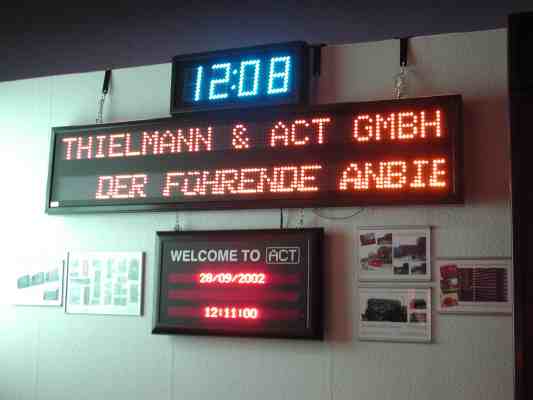 12:08
THIELMANN & ACT GMBH
DER FÜHRENDE ANBIE
WELCOME TO ACT
28/09/2002
12:11:00